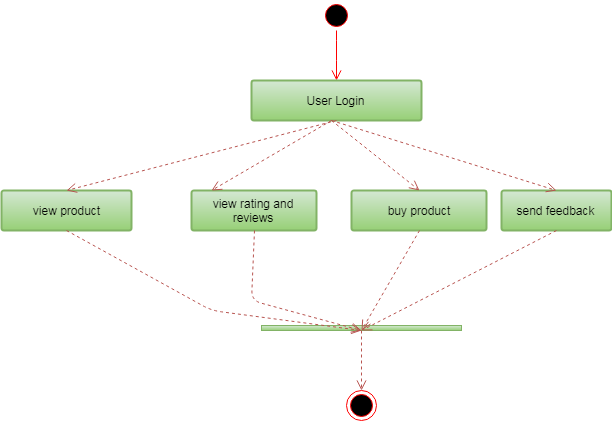 User Login
view product
view rating and
reviews
buy product
send feedback